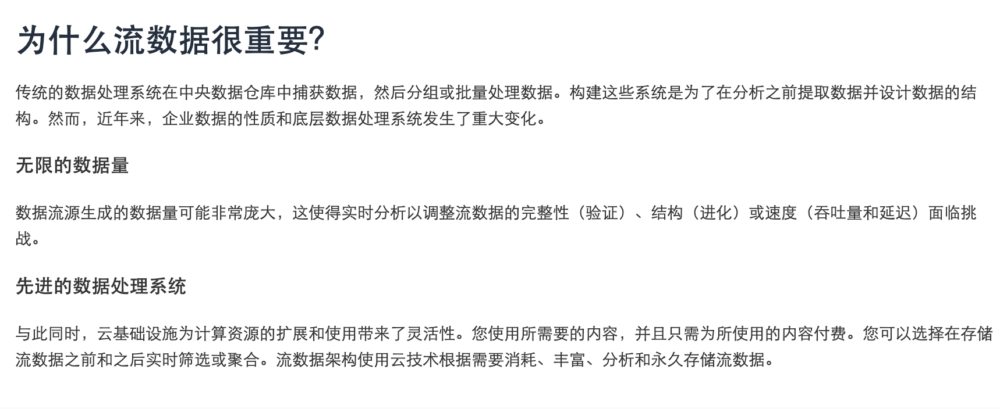 为什么流数据很重要?
传统的数据处理系统在中央数据仓库中捕获数据，然后分组或批量处理数据。构建这些系统是为了在分析之前提取数据并设计数据的结
构。然而，近年来，企业数据的性质和底层数据处理系统发生了重大变化。
无限的数据量
数据流源生成的数据量可能非常庞大，这使得实时分析以调整流数据的完整性（验证）、结构（进化）或速度（吞吐量和延迟）面临挑
战。
先进的数据处理系统
与此同时，云基础设施为计算资源的扩展和使用带来了灵活性。您使用所需要的内容，并且只需为所使用的内容付费。您可以选择在存储
流数据之前和之后实时筛选或聚合。流数据架构使用云技术根据需要消耗、丰富、分析和永久存储流数据。